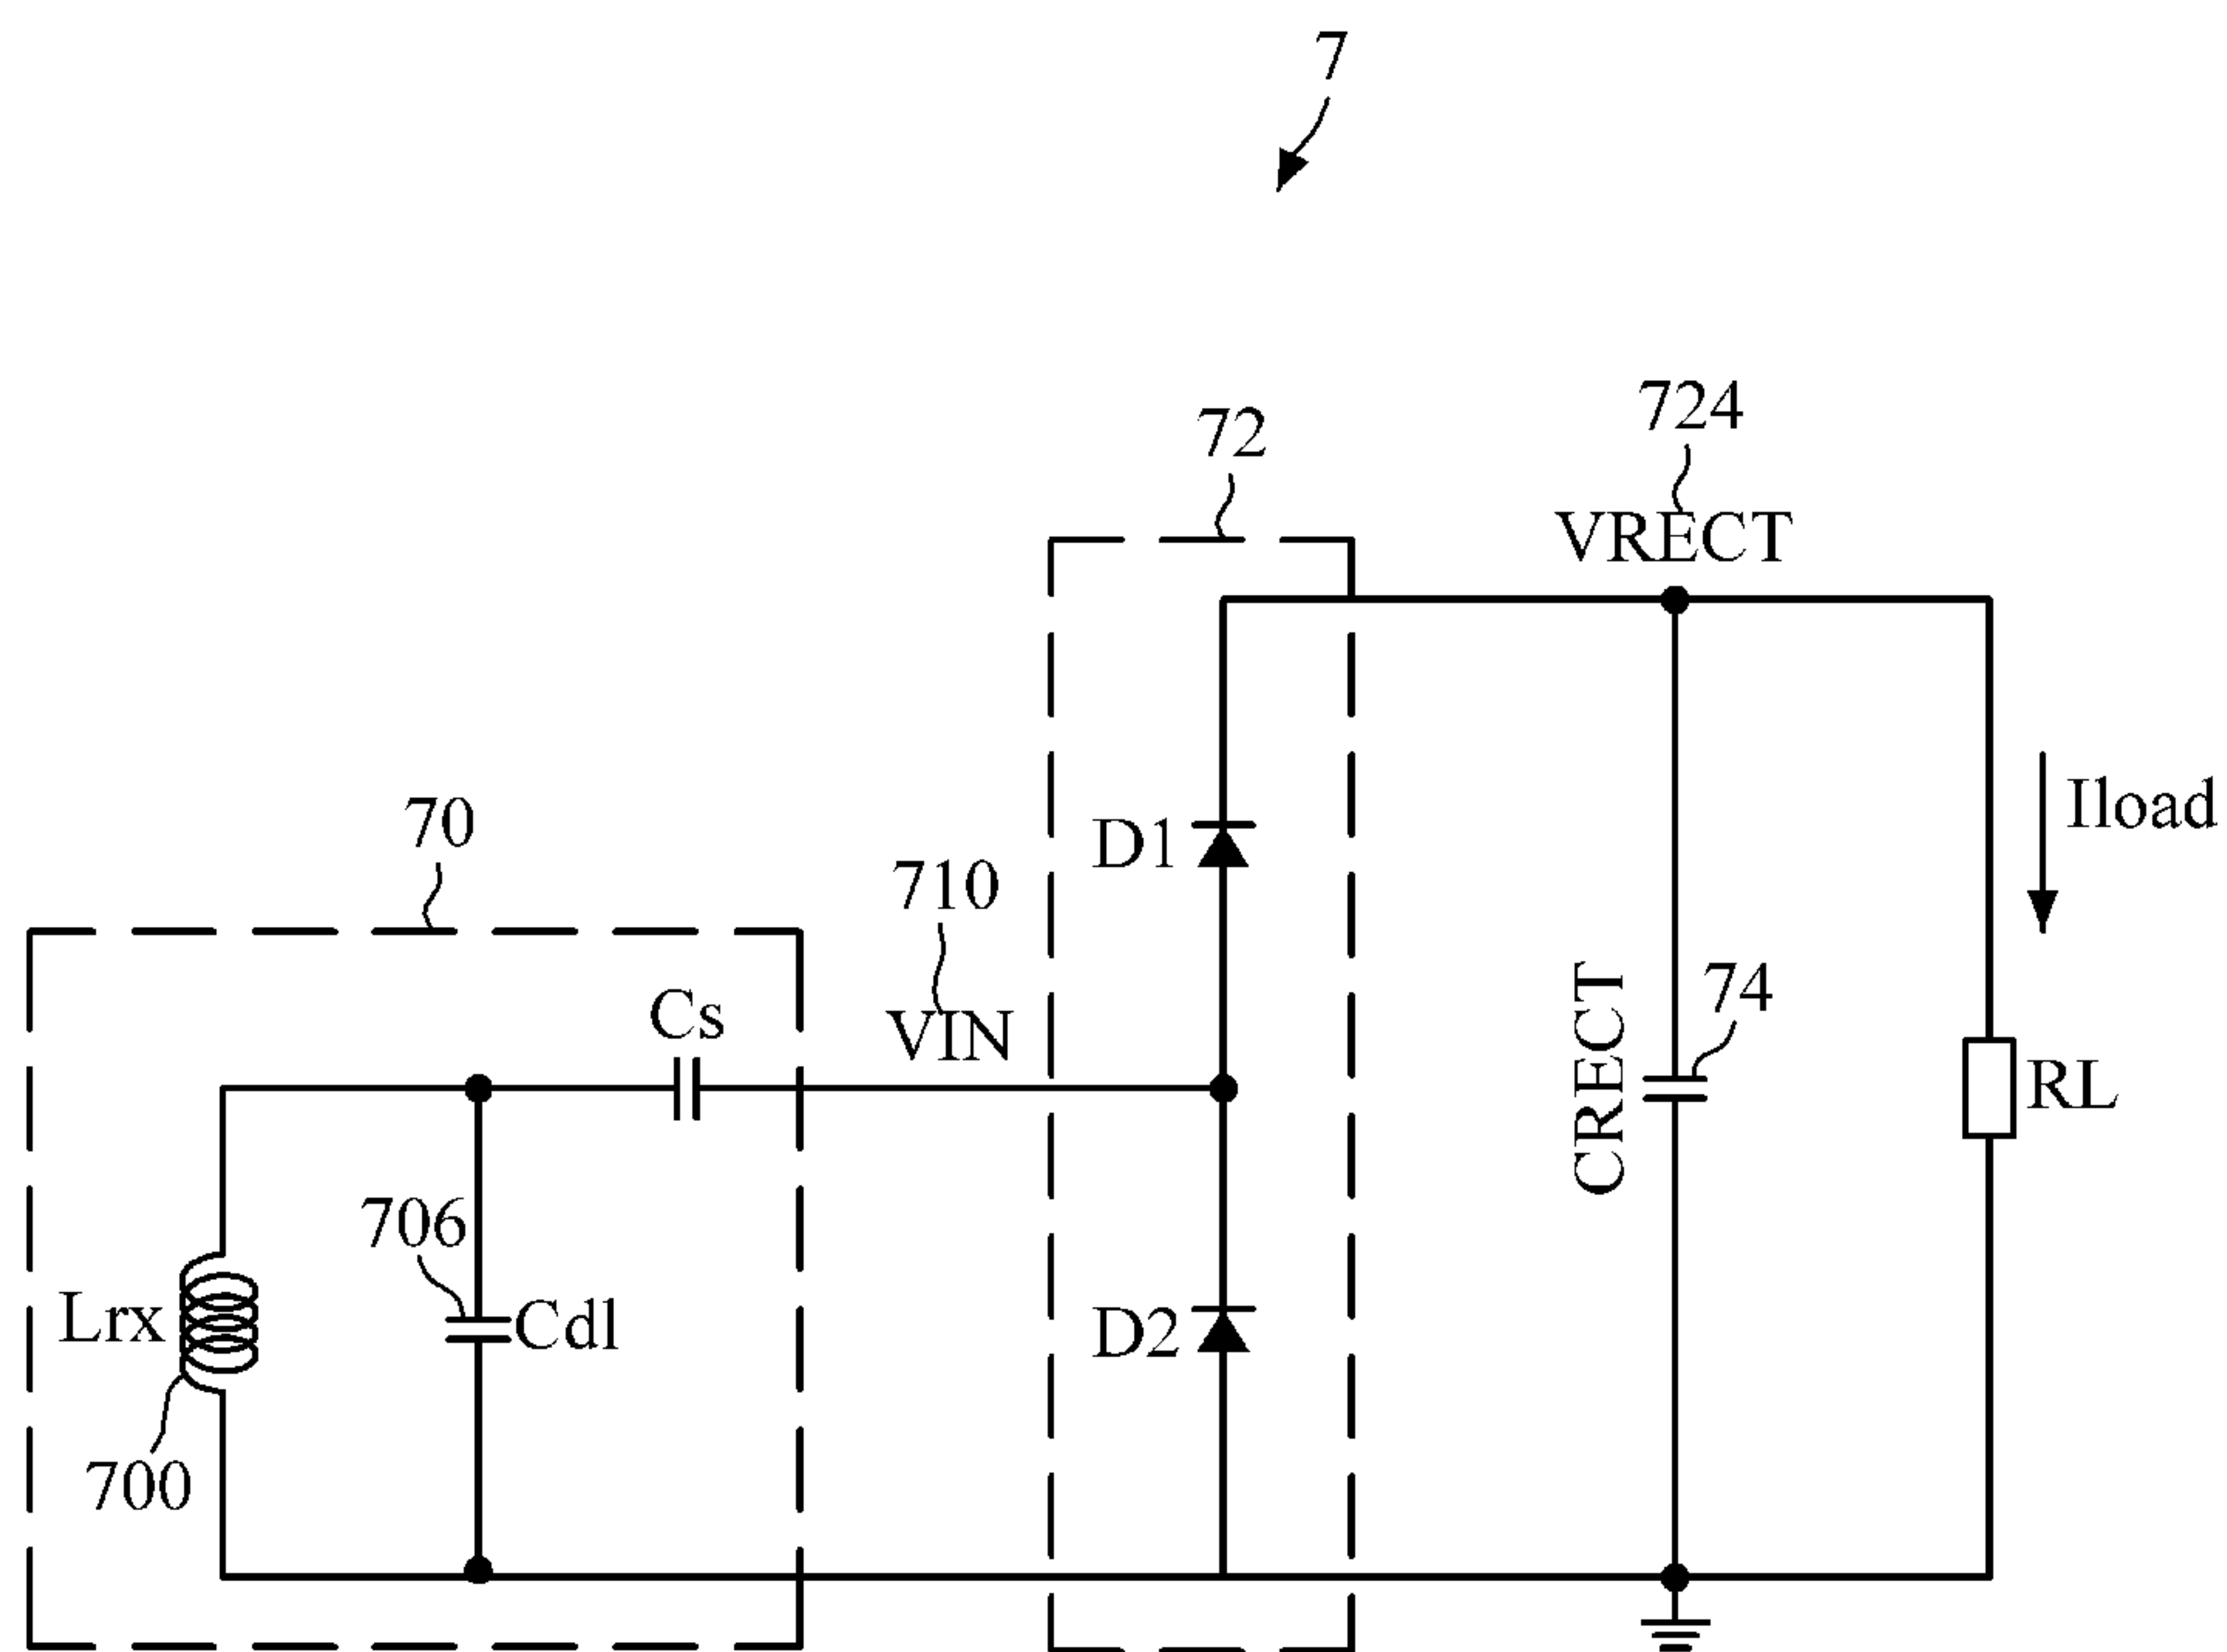 7
724
72
VRECT
Iload
70
D1
710
74
Cs
VIN
CRECT
RL
706
Lrx
Cdl
D2
700